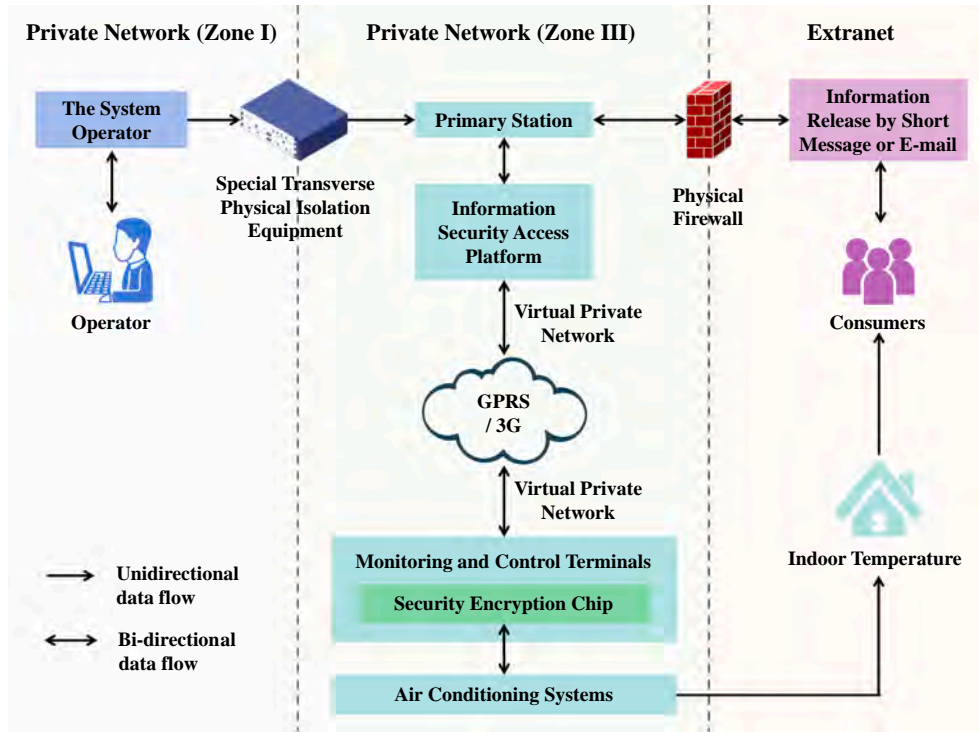 Private Network (Zone I)
Private Network (Zone III)
Extranet
The System
Operator
Special Transverse
Physical Isolation
Equipment
Operator
Primary Station
Information
Security Access
Platform
Virtual Private
Network
GPRS
/ 3G
Virtual Private
Network
Monitoring and Control Terminals
Security Encryption Chip
Air Conditioning Systems
Physical
Firewall
Information
Release by Short
Message or E-mail
Consumers
Indoor Temperature
Unidirectional
data flow
Bi-directional
data flow